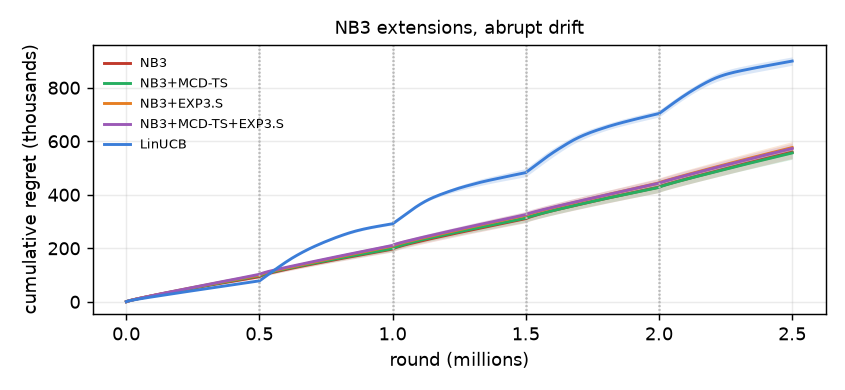 NB3 extensions, abrupt drift
cumulative regret (thousands)
800
600
400
200
0
NB3
NB3+MCD-TS
NB3+EXP3.S
NB3+MCD-TS+EXP3.S
LinUCB
0.0 0.5 1.0 1.5 2.0 2.5
round (millions)